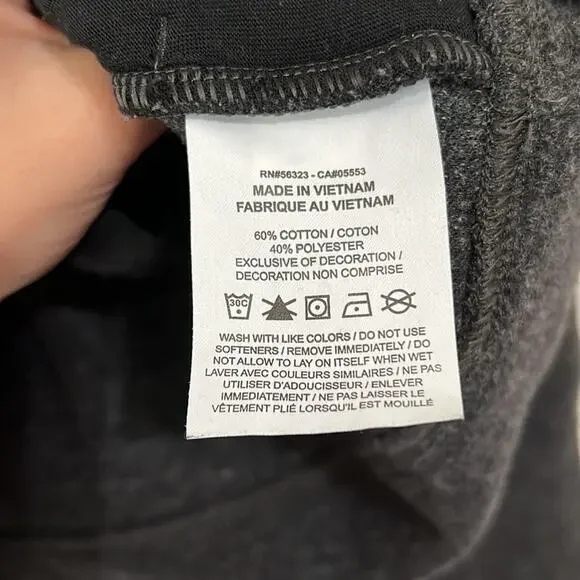 RN#56323 - CA#05553
MADE IN VIETNAM
FABRIQUE AU VIETNAM
60% COTTON / COTON
40% POLYESTER
EXCLUSIVE OF DECORATION /
DECORATION NON COMPRISE
30C
WASH WITH LIKE COLORS / DO NOT USE
SOFTENERS / REMOVE IMMEDIATELY / DO
NOT ALLOW TO LAY ON ITSELF WHEN WET
LAVER AVEC COULEURS SIMILAIRES / NE PAS
UTILISER D'ADOUCISSEUR / ENLEVER
IMMEDIATEMENT / NE PAS LAISSER LE
VÊTEMENT PLIÉ LORSQU'IL EST MOUILLÉ